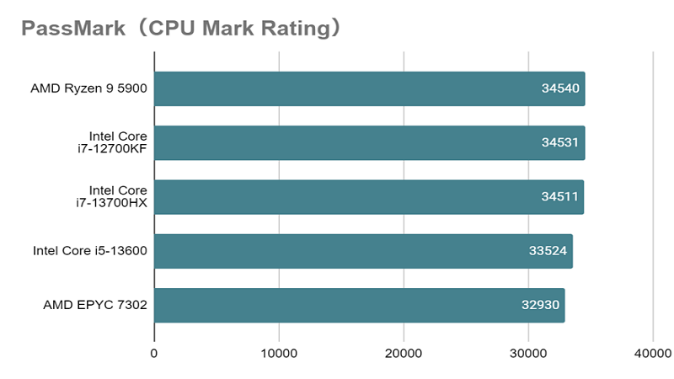 PassMark（CPU Mark Rating）
AMD Ryzen 9 5900
34540
Intel Core
i7-12700KF
34531
Intel Core
i7-13700HX
34511
Intel Core i5-13600
33524
AMD EPYC 7302
32930
0 10000 20000 30000 40000